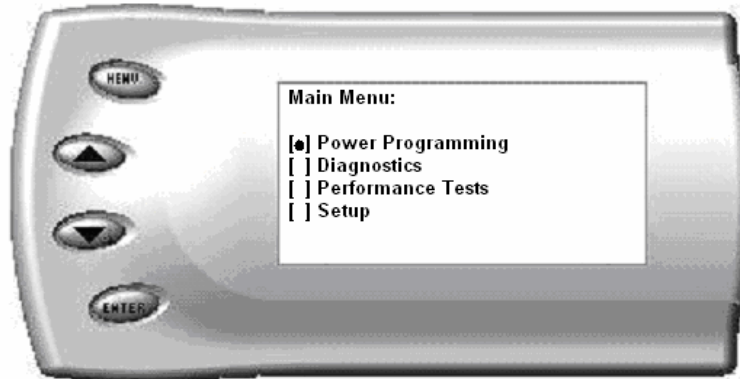 MENU
Main Menu:
[●] Power Programming
[ ] Diagnostics
[ ] Performance Tests
[ ] Setup
ENTER